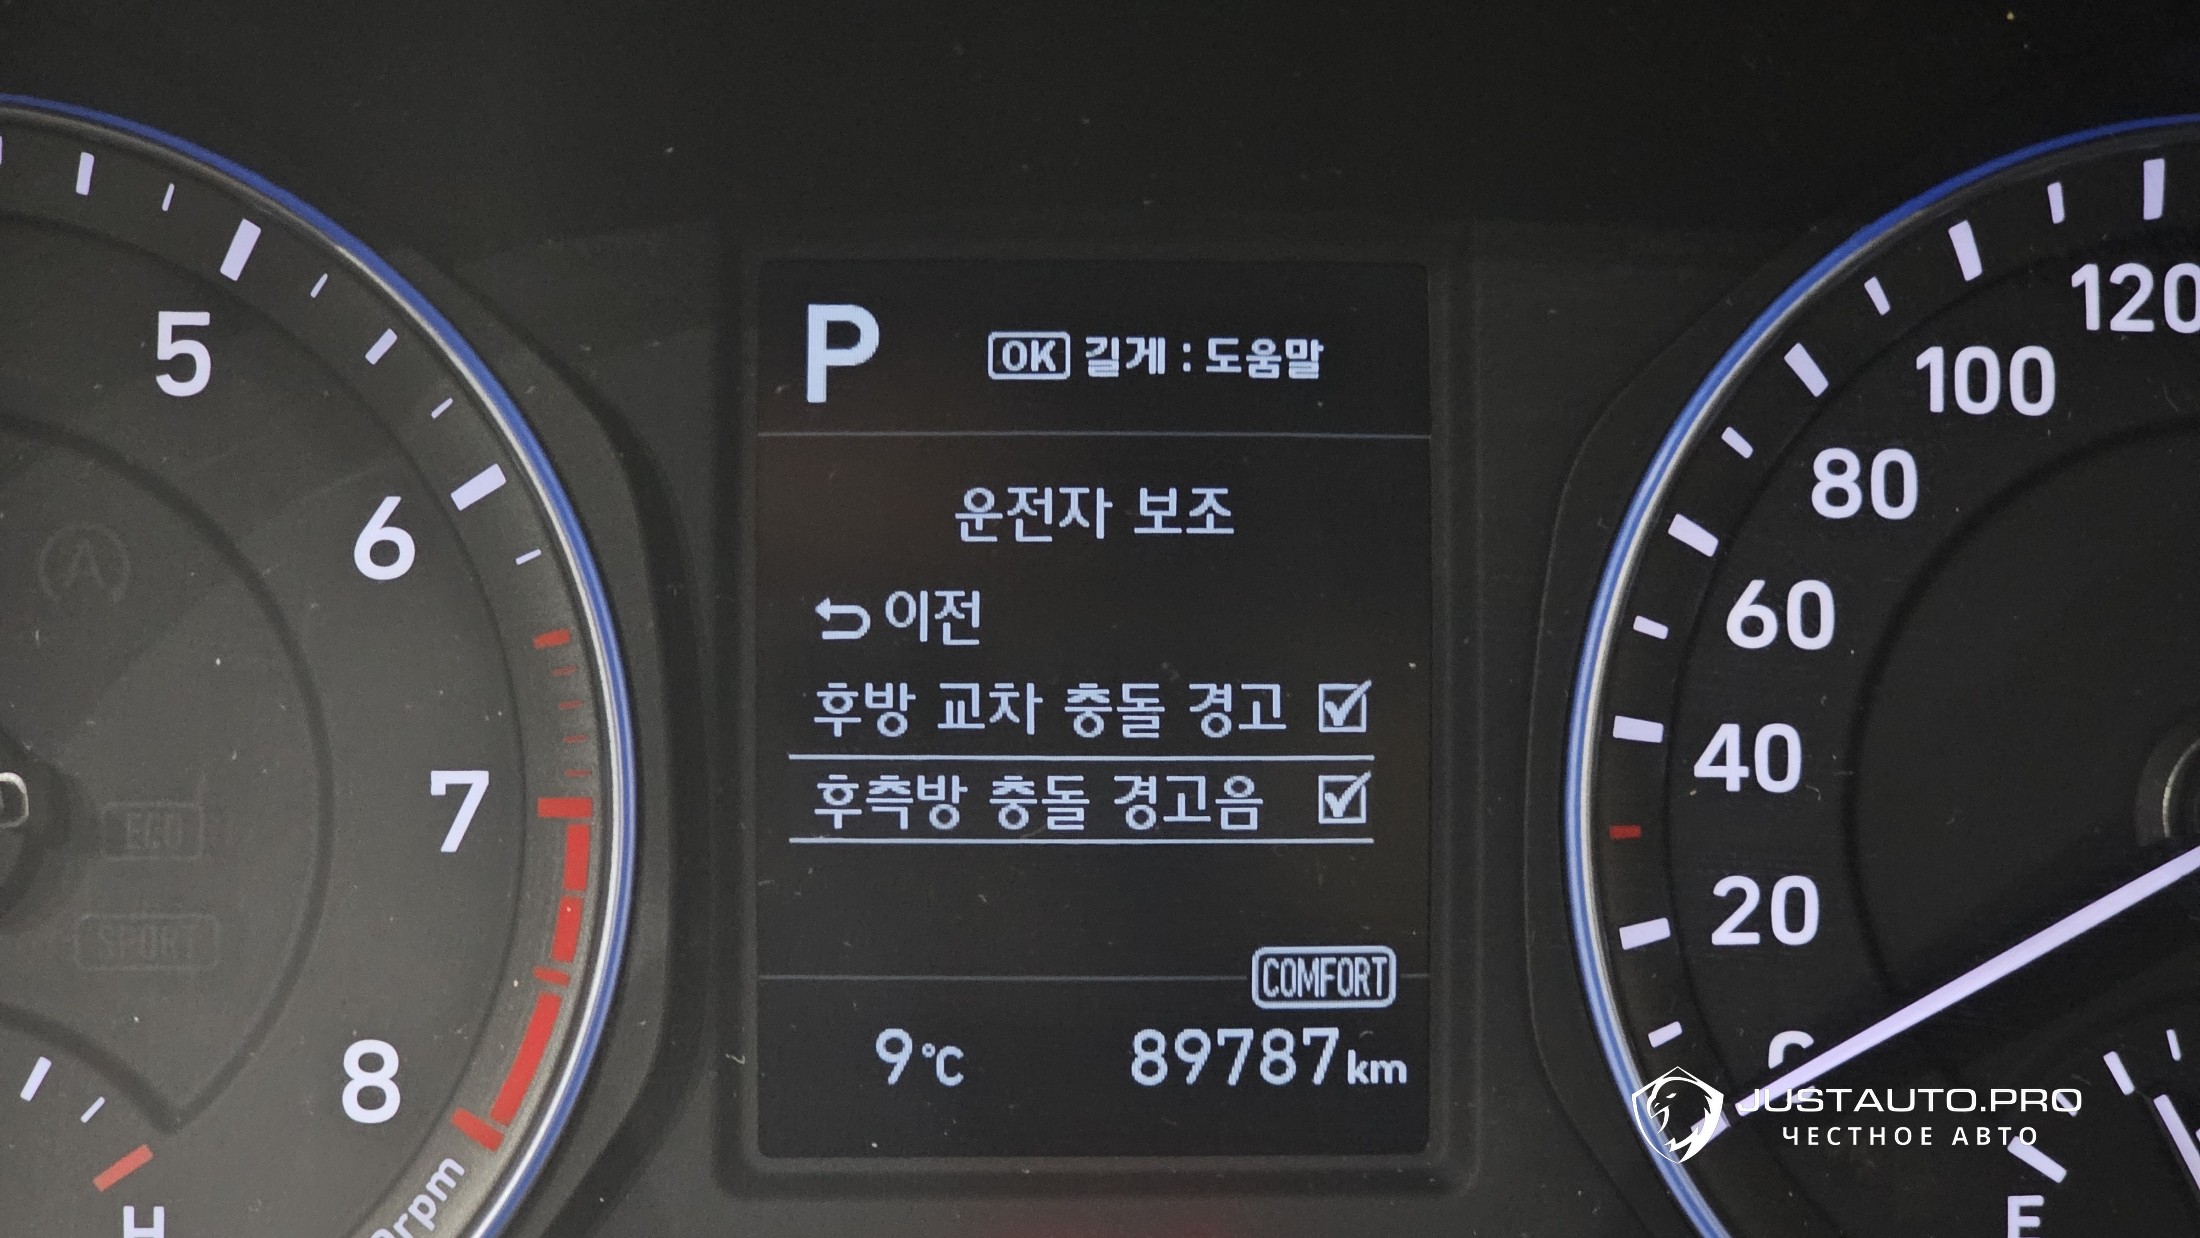 P
OK 길게 : 도움말
운전자 보조
이전
후방 교차 충돌 경고
후측방 충돌 경고음
COMFORT
9°C 89787km
5
6
7
8
ECO
SPORT
H
rpm
120
100
80
60
40
20
E
JUSTAUTO.PRO
ЧЕСТНОЕ АВТО